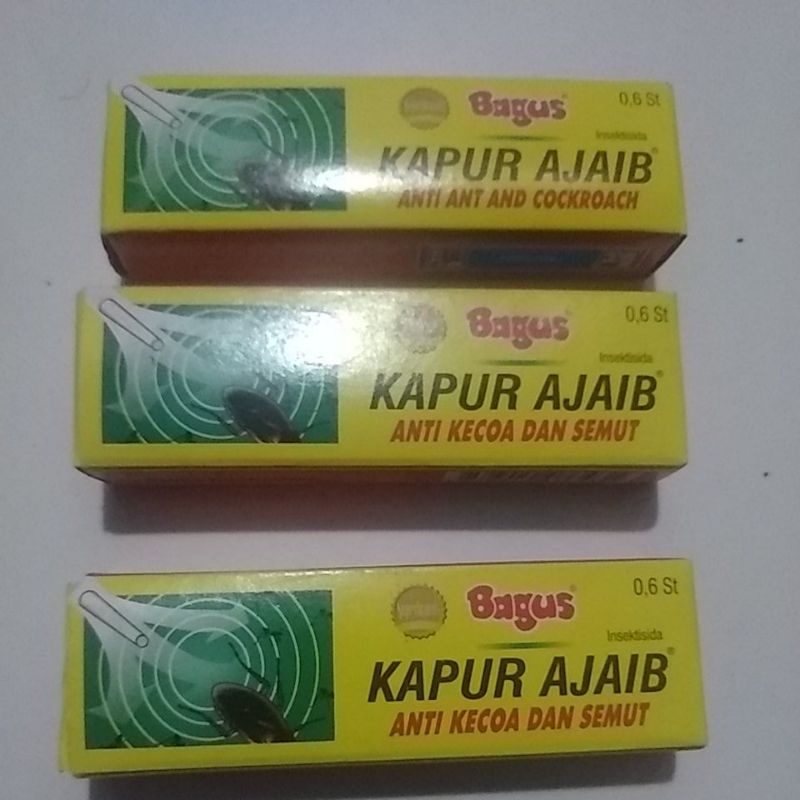 Bagus
0,6 St
Insektisida
KAPUR AJAIB
ANTI ANT AND COCKROACH
Bagus
0,6 St
Insektisida
KAPUR AJAIB
ANTI KECOA DAN SEMUT
Bagus
0,6 St
Insektisida
KAPUR AJAIB
ANTI KECOA DAN SEMUT